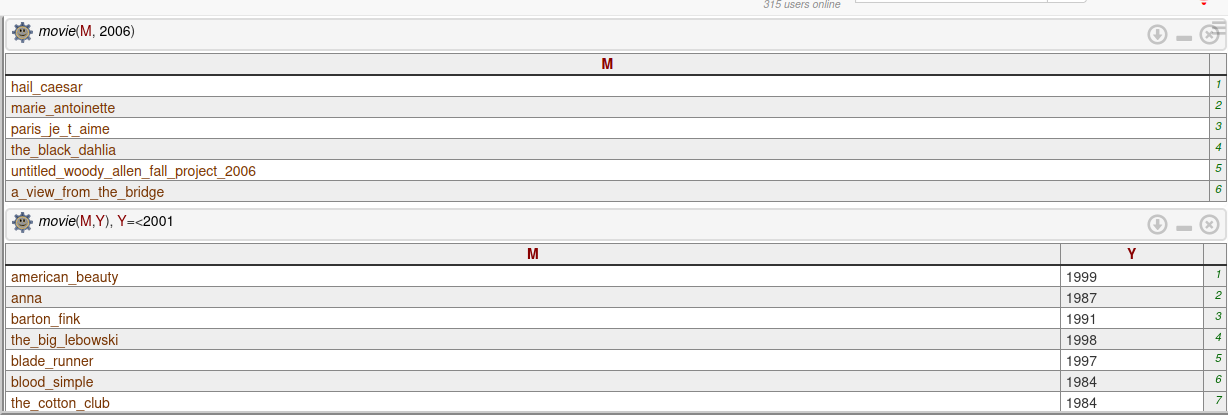 315 users online
movie(M, 2006)
M
hail_caesar 1
marie_antoinette 2
paris_je_t_aime 3
the_black_dahlia 4
untitled_woody_allen_fall_project_2006 5
a_view_from_the_bridge 6
movie(M,Y), Y=<2001
M Y
american_beauty 1999 1
anna 1987 2
barton_fink 1991 3
the_big_lebowski 1998 4
blade_runner 1997 5
blood_simple 1984 6
the_cotton_club 1984 7